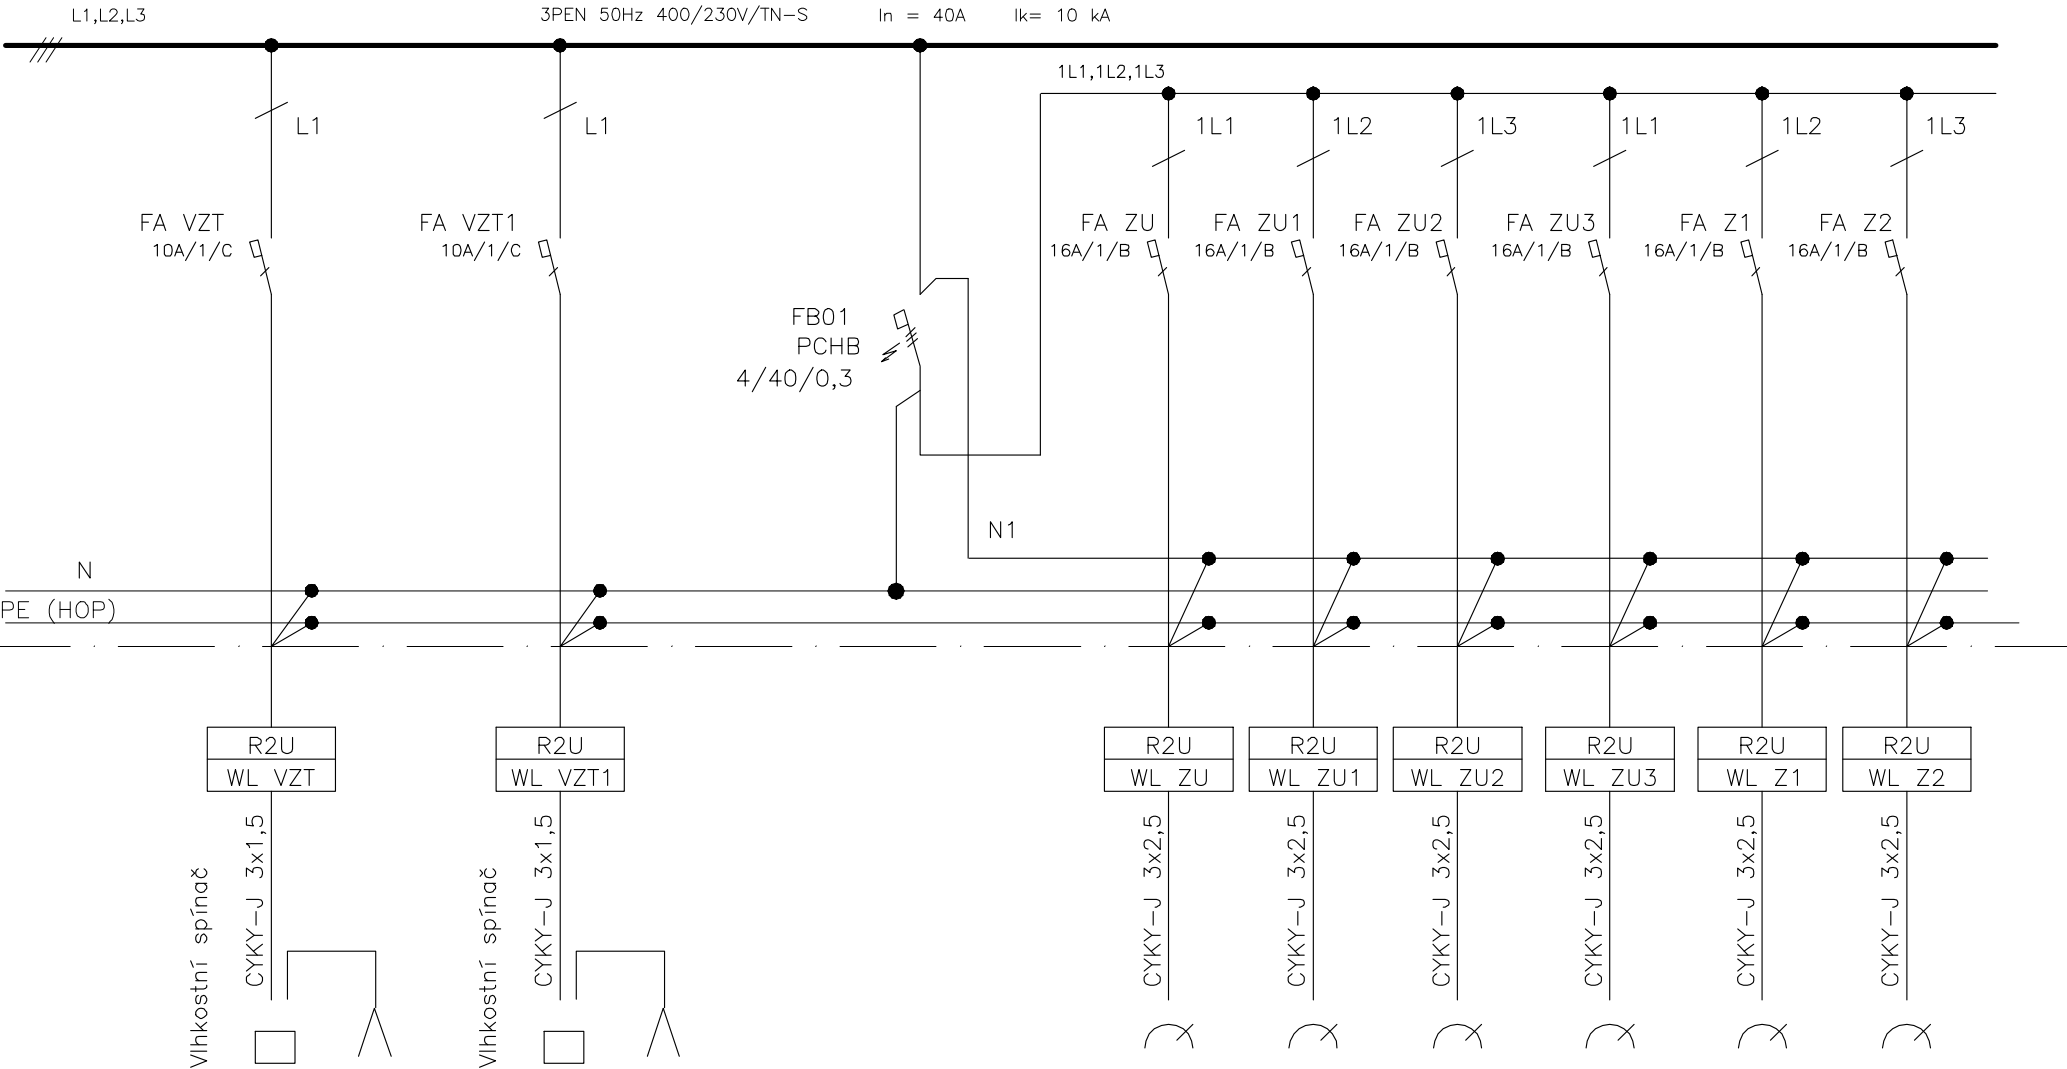 L1,L2,L3
3PEN 50Hz 400/230V/TN-S
In = 40A
Ik= 10 kA
1L1,1L2,1L3
L1
L1
1L1
1L2
1L3
1L1
1L2
1L3
FA VZT
10A/1/C
FA VZT1
10A/1/C
FA ZU
16A/1/B
FA ZU1
16A/1/B
FA ZU2
16A/1/B
FA ZU3
16A/1/B
FA Z1
16A/1/B
FA Z2
16A/1/B
FB01
PCHB
4/40/0,3
N1
N
PE (HOP)
R2U
WL VZT
R2U
WL VZT1
R2U
WL ZU
R2U
WL ZU1
R2U
WL ZU2
R2U
WL ZU3
R2U
WL Z1
R2U
WL Z2
Vlhkostní spínač
CYKY-J 3x1,5
Vlhkostní spínač
CYKY-J 3x1,5
CYKY-J 3x2,5
CYKY-J 3x2,5
CYKY-J 3x2,5
CYKY-J 3x2,5
CYKY-J 3x2,5
CYKY-J 3x2,5